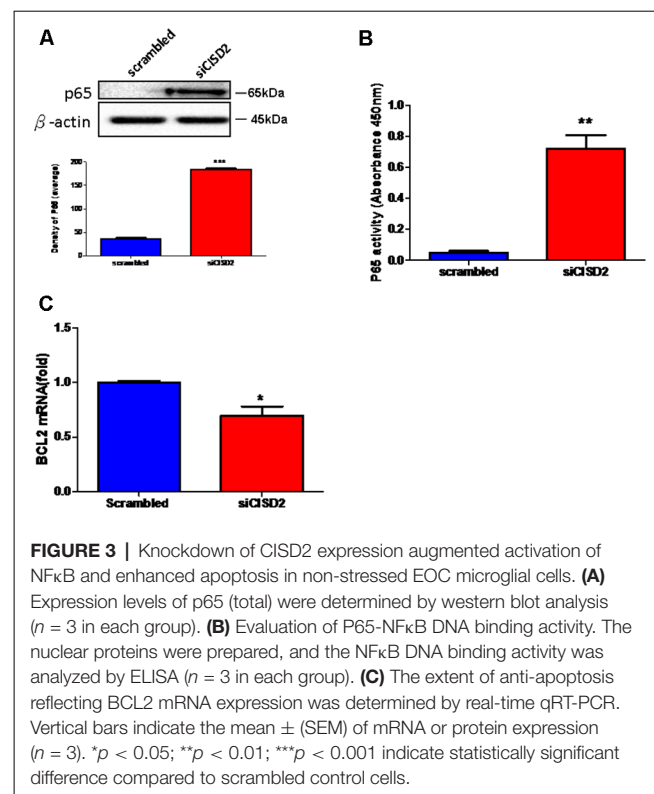 A
scrambled
siCISD2
p65
65kDa
β-actin
45kDa
Density of P65 (average)
200
150
100
50
0
***
scrambled
siCISD2
B
P65 activity (Absorbance 450nm)
1.0
0.8
0.6
0.4
0.2
0.0
**
scrambled
siCISD2
C
BCL2 mRNA(fold)
1.5
1.0
0.5
0.0
*
Scrambled
siCISD2
FIGURE 3 | Knockdown of CISD2 expression augmented activation of
NFκB and enhanced apoptosis in non-stressed EOC microglial cells. (A)
Expression levels of p65 (total) were determined by western blot analysis
(n = 3 in each group). (B) Evaluation of P65-NFκB DNA binding activity. The
nuclear proteins were prepared, and the NFκB DNA binding activity was
analyzed by ELISA (n = 3 in each group). (C) The extent of anti-apoptosis
reflecting BCL2 mRNA expression was determined by real-time qRT-PCR.
Vertical bars indicate the mean ± (SEM) of mRNA or protein expression
(n = 3). *p < 0.05; **p < 0.01; ***p < 0.001 indicate statistically significant
difference compared to scrambled control cells.